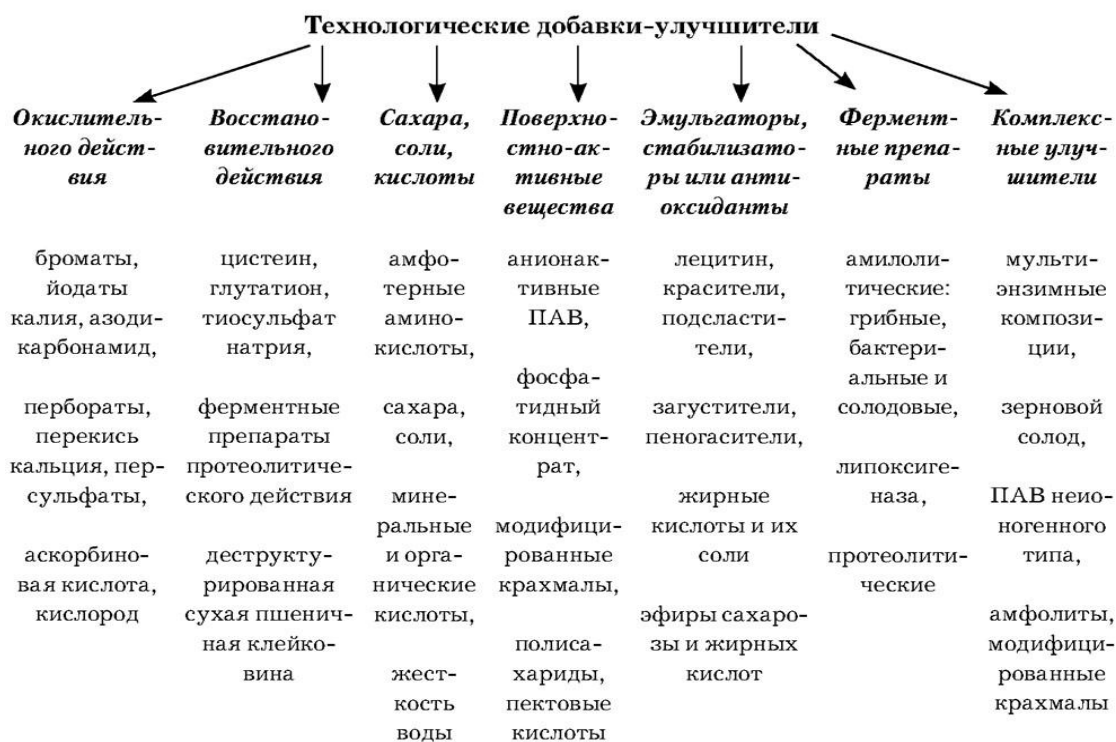 Технологические добавки-улучшители
Окислитель-
ного дейст-
вия
броматы,
йодаты
калия, азоди-
карбонамид,
пербораты,
перекись
кальция, пер-
сульфаты,
аскорбино-
вая кислота,
кислород
Восстано-
вительного
действия
цистеин,
глутатион,
тиосульфат
натрия,
ферментные
препараты
протеолитиче-
ского действия
деструкту-
рированная
сухая пшенич-
ная клейко-
вина
Сахара,
соли,
кислоты
амфо-
терные
амино-
кислоты,
сахара,
соли,
мине-
ральные
и орга-
нические
кислоты,
жест-
кость
воды
Поверхно-
стно-ак-
тивные
вещества
анионак-
тивные
ПАВ,
фосфа-
тидный
концент-
рат,
модифици-
рованные
крахмалы,
полиса-
хариды,
пектовые
кислоты
Эмульгаторы,
стабилизато-
ры или анти-
оксиданты
лецитин,
красители,
подсласти-
тели,
загустители,
пеногасители,
жирные
кислоты и их
соли
эфиры сахаро-
зы и жирных
кислот
Фермент-
ные препа-
раты
амилоли-
тические:
грибные,
бактери-
альные и
солодовые,
липоксиге-
наза,
протеолити-
ческие
Комплекс-
ные улуч-
шители
мульти-
энзимные
компози-
ции,
зерновой
солод,
ПАВ неио-
ногенного
типа,
амфолиты,
модифици-
рованные
крахмалы